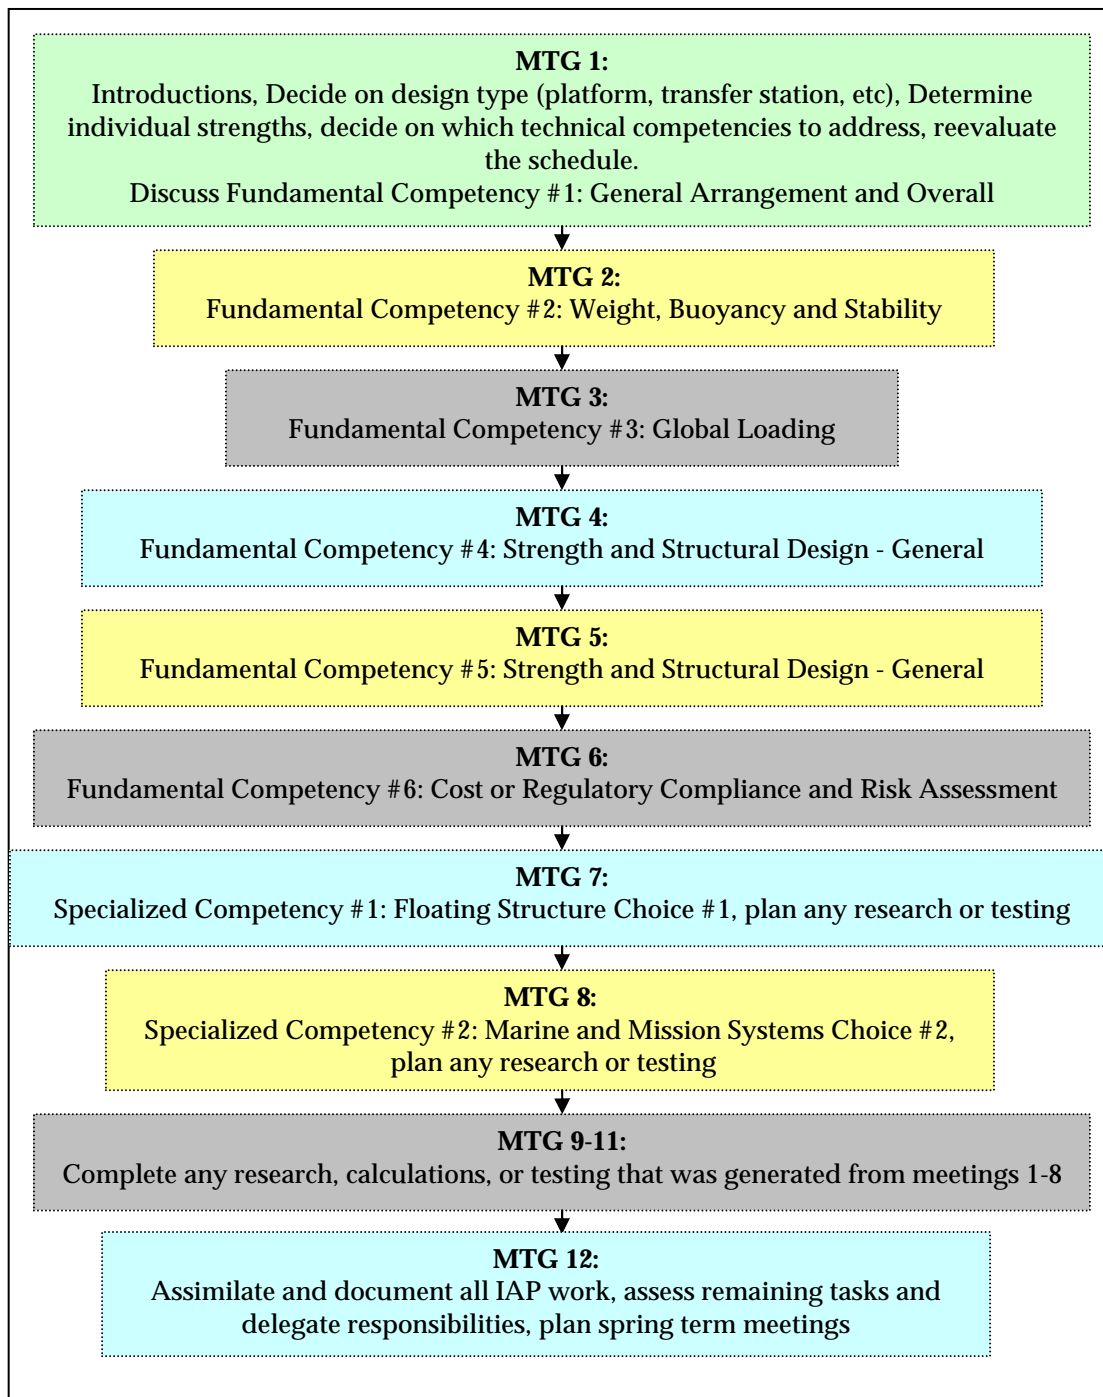 MTG 1:
Introductions, Decide on design type (platform, transfer station, etc), Determine
individual strengths, decide on which technical competencies to address, reevaluate
the schedule.
Discuss Fundamental Competency #1: General Arrangement and Overall
MTG 2:
Fundamental Competency #2: Weight, Buoyancy and Stability
MTG 3:
Fundamental Competency #3: Global Loading
MTG 4:
Fundamental Competency #4: Strength and Structural Design - General
MTG 5:
Fundamental Competency #5: Strength and Structural Design - General
MTG 6:
Fundamental Competency #6: Cost or Regulatory Compliance and Risk Assessment
MTG 7:
Specialized Competency #1: Floating Structure Choice #1, plan any research or testing
MTG 8:
Specialized Competency #2: Marine and Mission Systems Choice #2,
plan any research or testing
MTG 9-11:
Complete any research, calculations, or testing that was generated from meetings 1-8
MTG 12:
Assimilate and document all IAP work, assess remaining tasks and
delegate responsibilities, plan spring term meetings